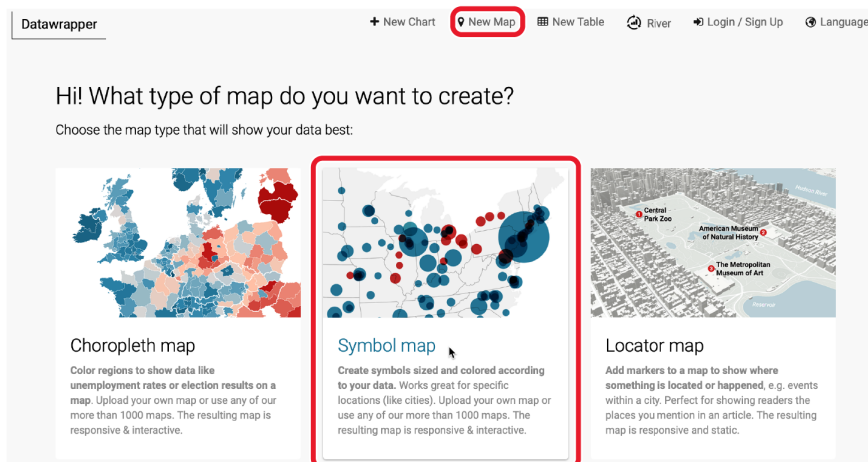 Datawrapper
New Chart
New Map
New Table
River
Login / Sign Up
Language
Hi! What type of map do you want to create?
Choose the map type that will show your data best:
Central
Park Zoo
1
American Museum
of Natural History
2
3
The Metropolitan
Museum of Art
Choropleth map
Color regions to show data like
unemployment rates or election results on a
map. Upload your own map or use any of our
more than 1000 maps. The resulting map is
responsive & interactive.
Symbol map
Create symbols sized and colored according
to your data. Works great for specific
locations (like cities). Upload your own map or
use any of our more than 1000 maps. The
resulting map is responsive & interactive.
Locator map
Add markers to a map to show where
something is located or happened, e.g. events
within a city. Perfect for showing readers the
places you mention in an article. The resulting
map is responsive and static.